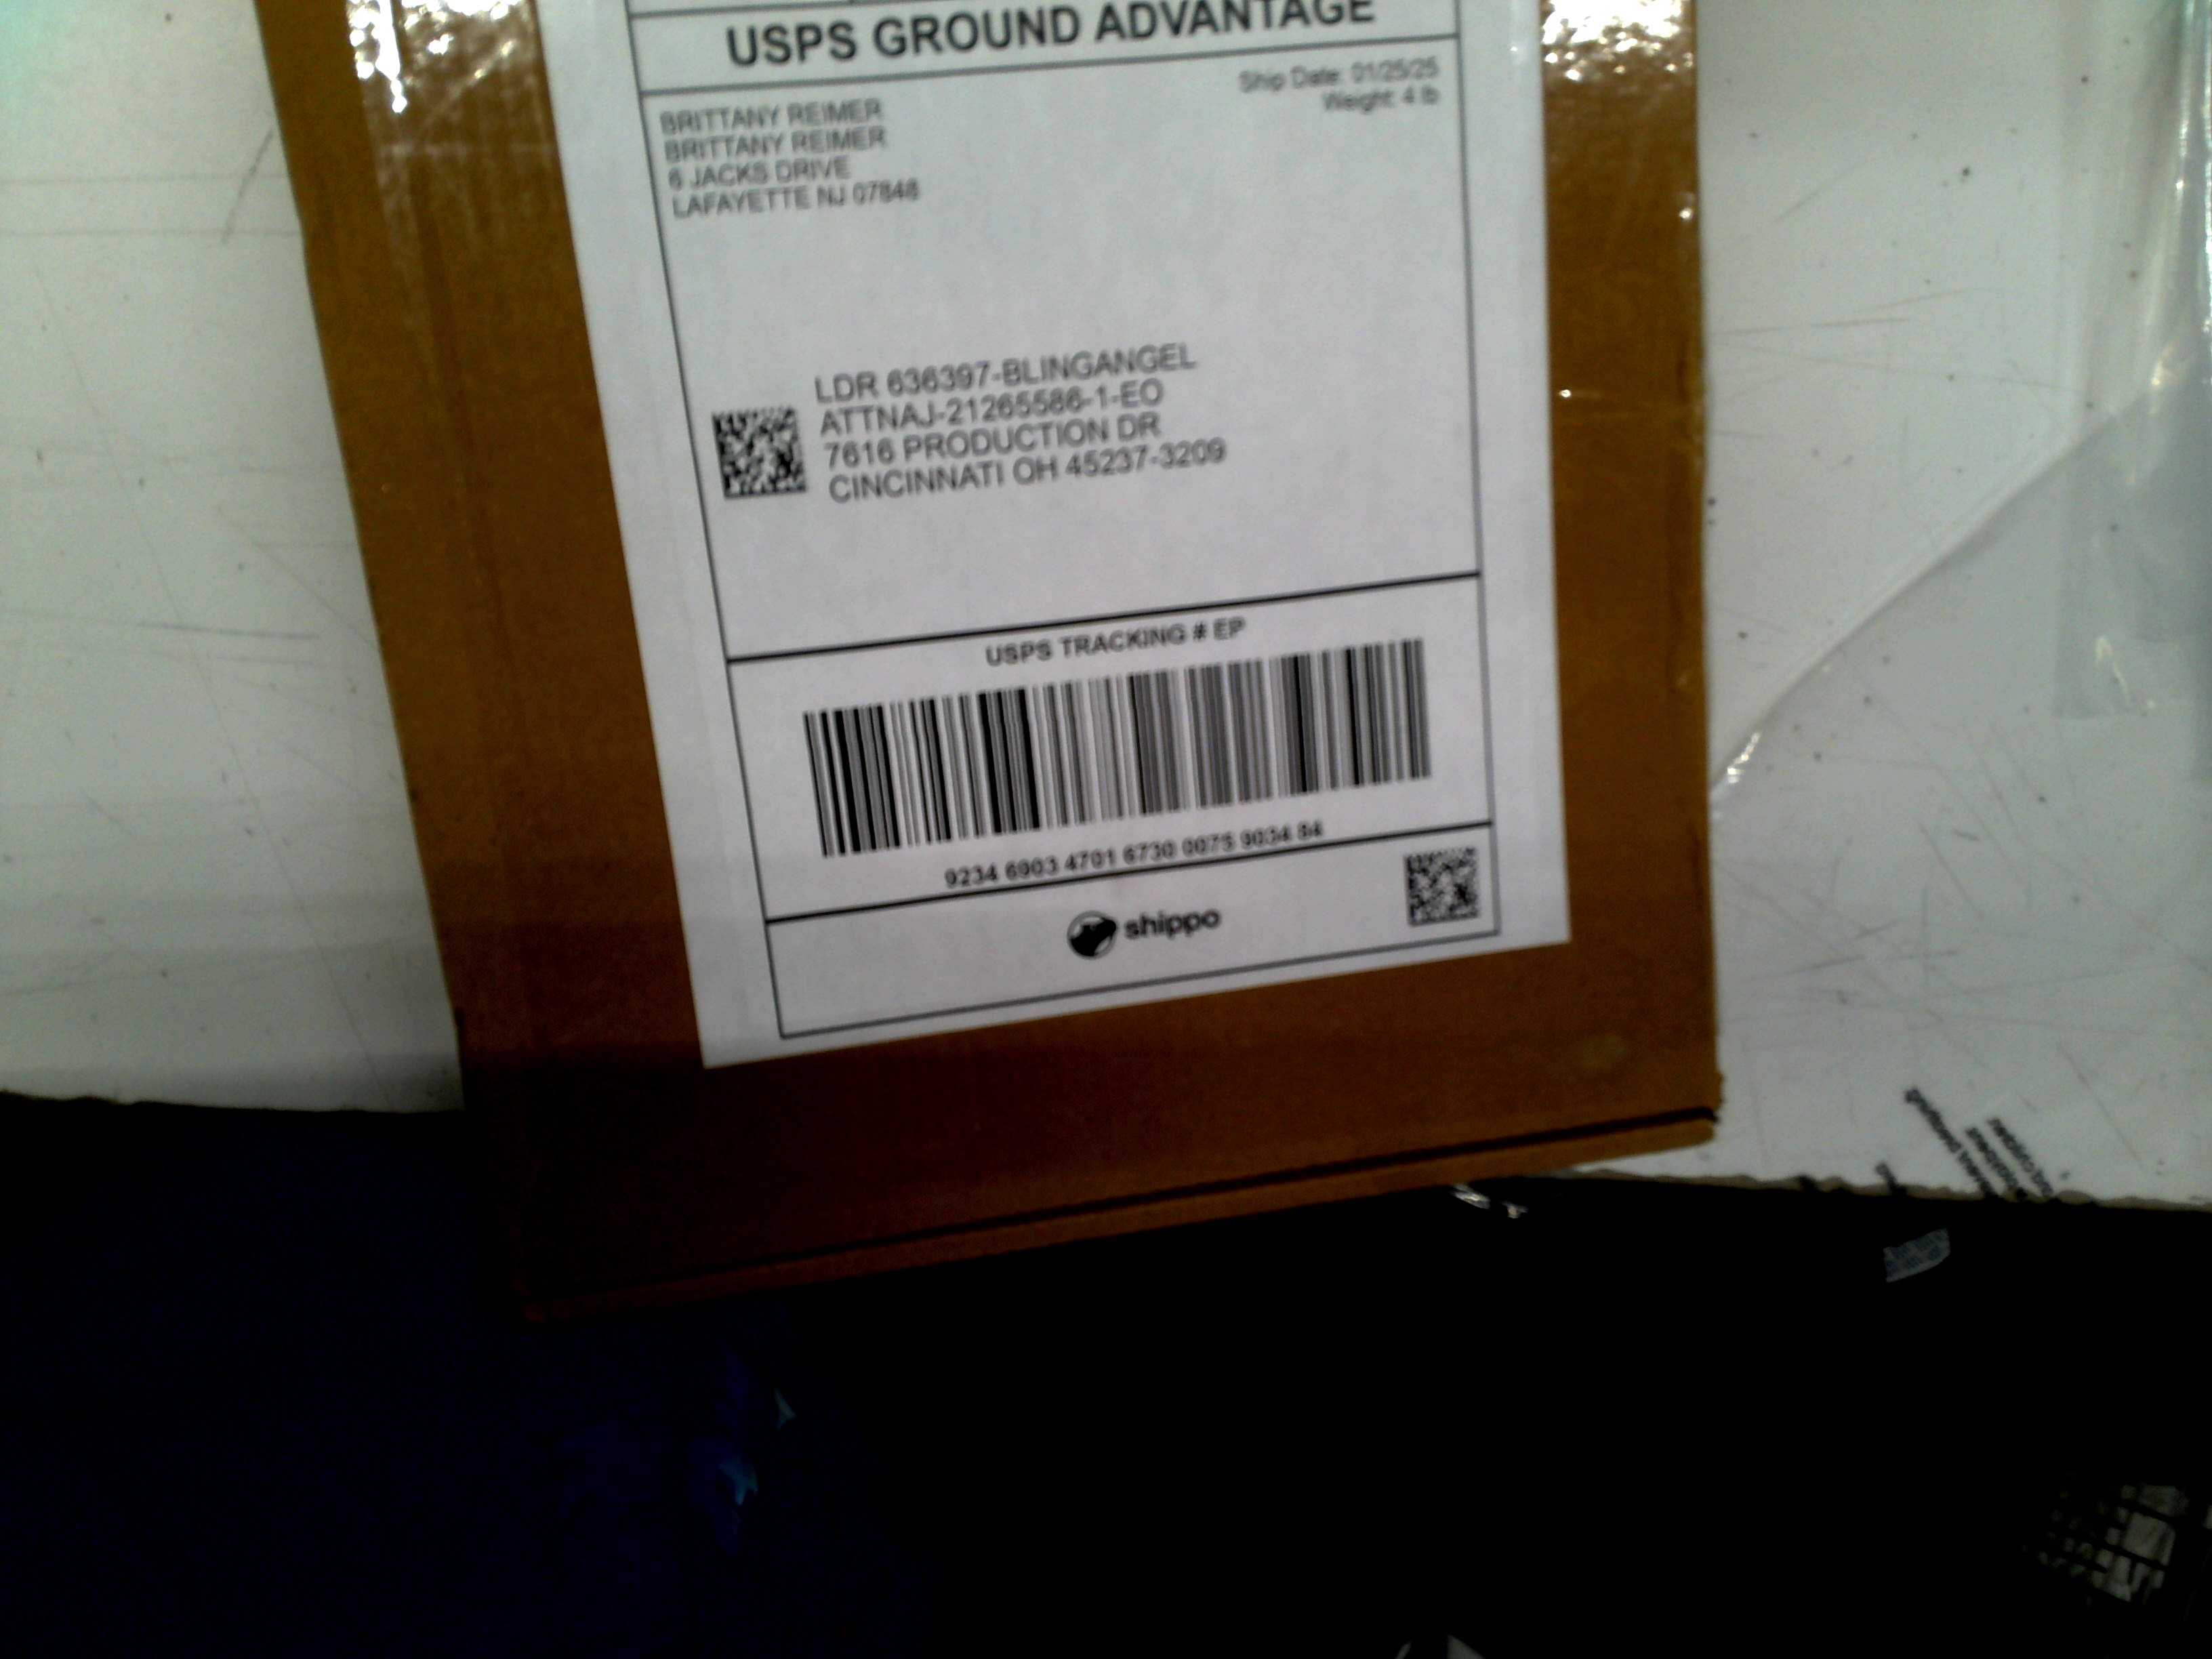 USPS GROUND ADVANTAGE
Ship Date: 01/25/25
Weight: 4 lb
BRITTANY REIMER
BRITTANY REIMER
6 JACKS DRIVE
LAFAYETTE NJ 07848
LDR 636397-BLINGANGEL
ATTNAJ-21265586-1-EO
7616 PRODUCTION DR
CINCINNATI OH 45237-3209
USPS TRACKING # EP
9234 6903 4701 6730 0075 9034 84
shippo